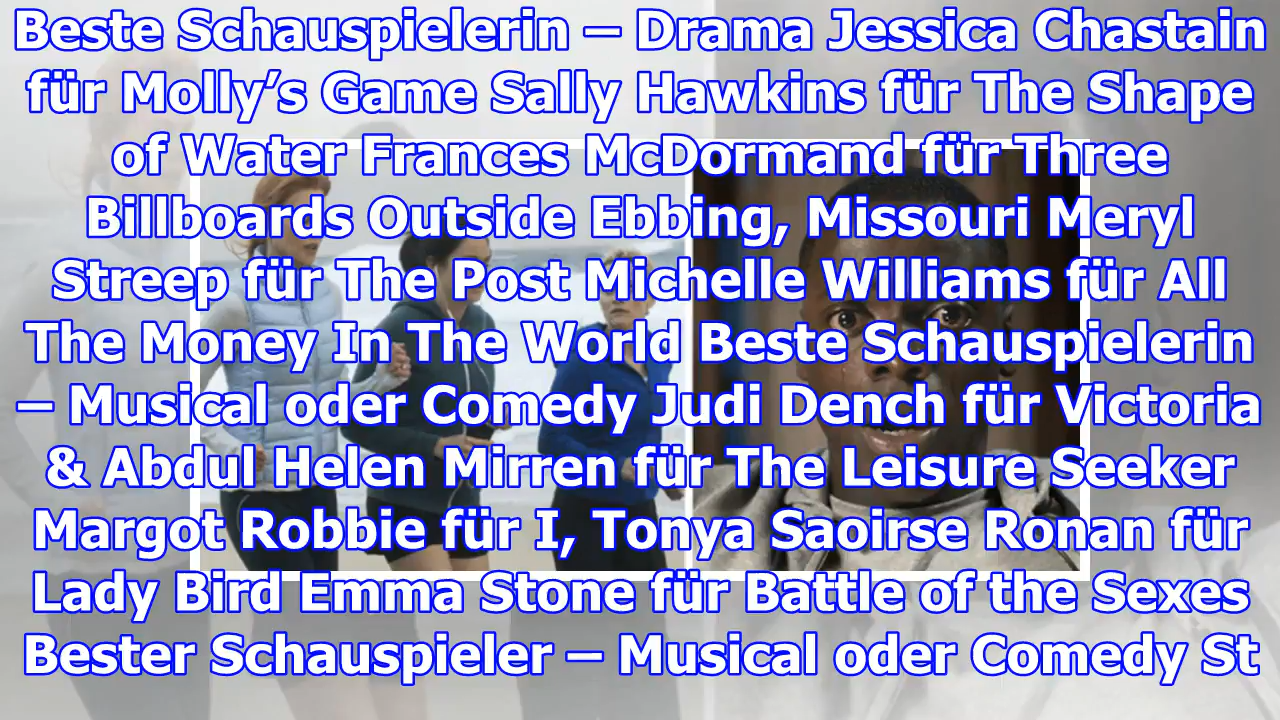 Beste Schauspielerin – Drama Jessica Chastain
für Molly’s Game Sally Hawkins für The Shape
of Water Frances McDormand für Three
Billboards Outside Ebbing, Missouri Meryl
Streep für The Post Michelle Williams für All
The Money In The World Beste Schauspielerin
– Musical oder Comedy Judi Dench für Victoria
& Abdul Helen Mirren für The Leisure Seeker
Margot Robbie für I, Tonya Saoirse Ronan für
Lady Bird Emma Stone für Battle of the Sexes
Bester Schauspieler – Musical oder Comedy St